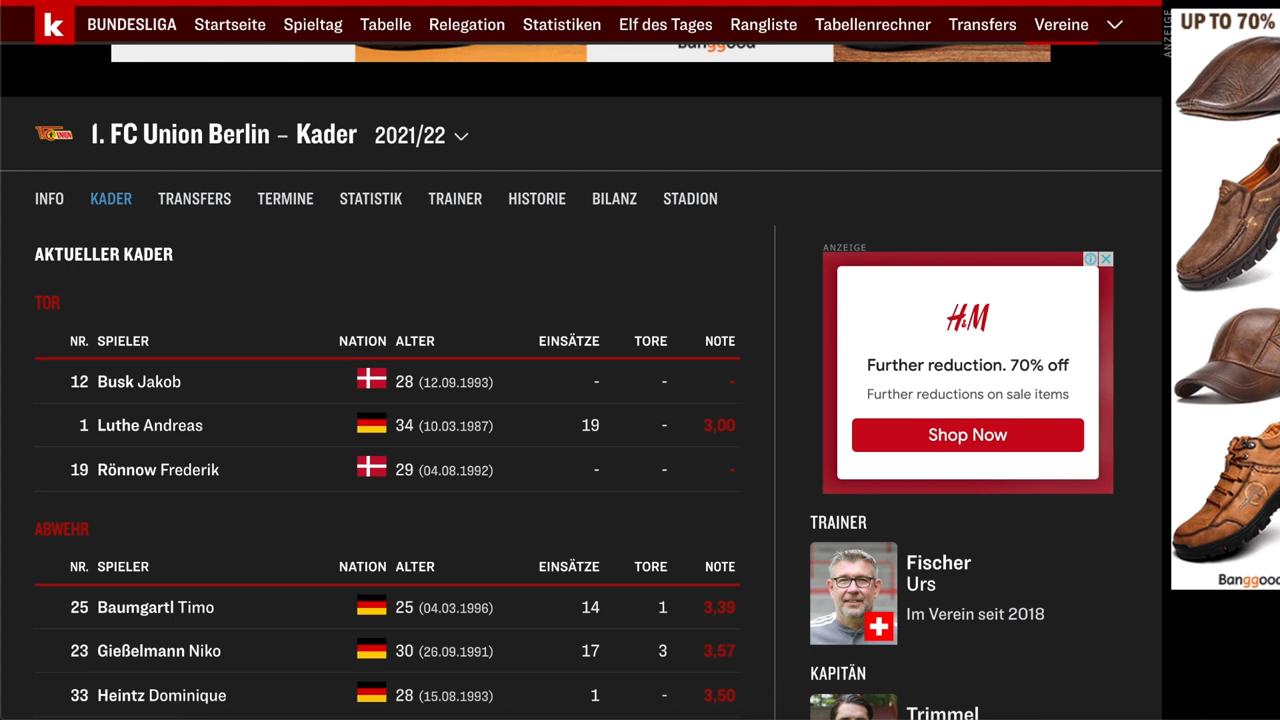 k BUNDESLIGA Startseite Spieltag Tabelle Relegation Statistiken Elf des Tages Rangliste Tabellenrechner Transfers Vereine
ANZEIGE
UP TO 70%
Banggood
1. FC Union Berlin – Kader 2021/22
INFO KADER TRANSFERS TERMINE STATISTIK TRAINER HISTORIE BILANZ STADION
AKTUELLER KADER
TOR
NR. SPIELER NATION ALTER EINSÄTZE TORE NOTE
12 Busk Jakob 28 (12.09.1993) - - -
1 Luthe Andreas 34 (10.03.1987) 19 - 3,00
19 Rönnow Frederik 29 (04.08.1992) - - -
ABWEHR
NR. SPIELER NATION ALTER EINSÄTZE TORE NOTE
25 Baumgartl Timo 25 (04.03.1996) 14 1 3,39
23 Gießelmann Niko 30 (26.09.1991) 17 3 3,57
33 Heintz Dominique 28 (15.08.1993) 1 - 3,50
ANZEIGE
H&M
Further reduction. 70% off
Further reductions on sale items
Shop Now
TRAINER
Fischer
Urs
Im Verein seit 2018
KAPITÄN
Trimmel
Banggood